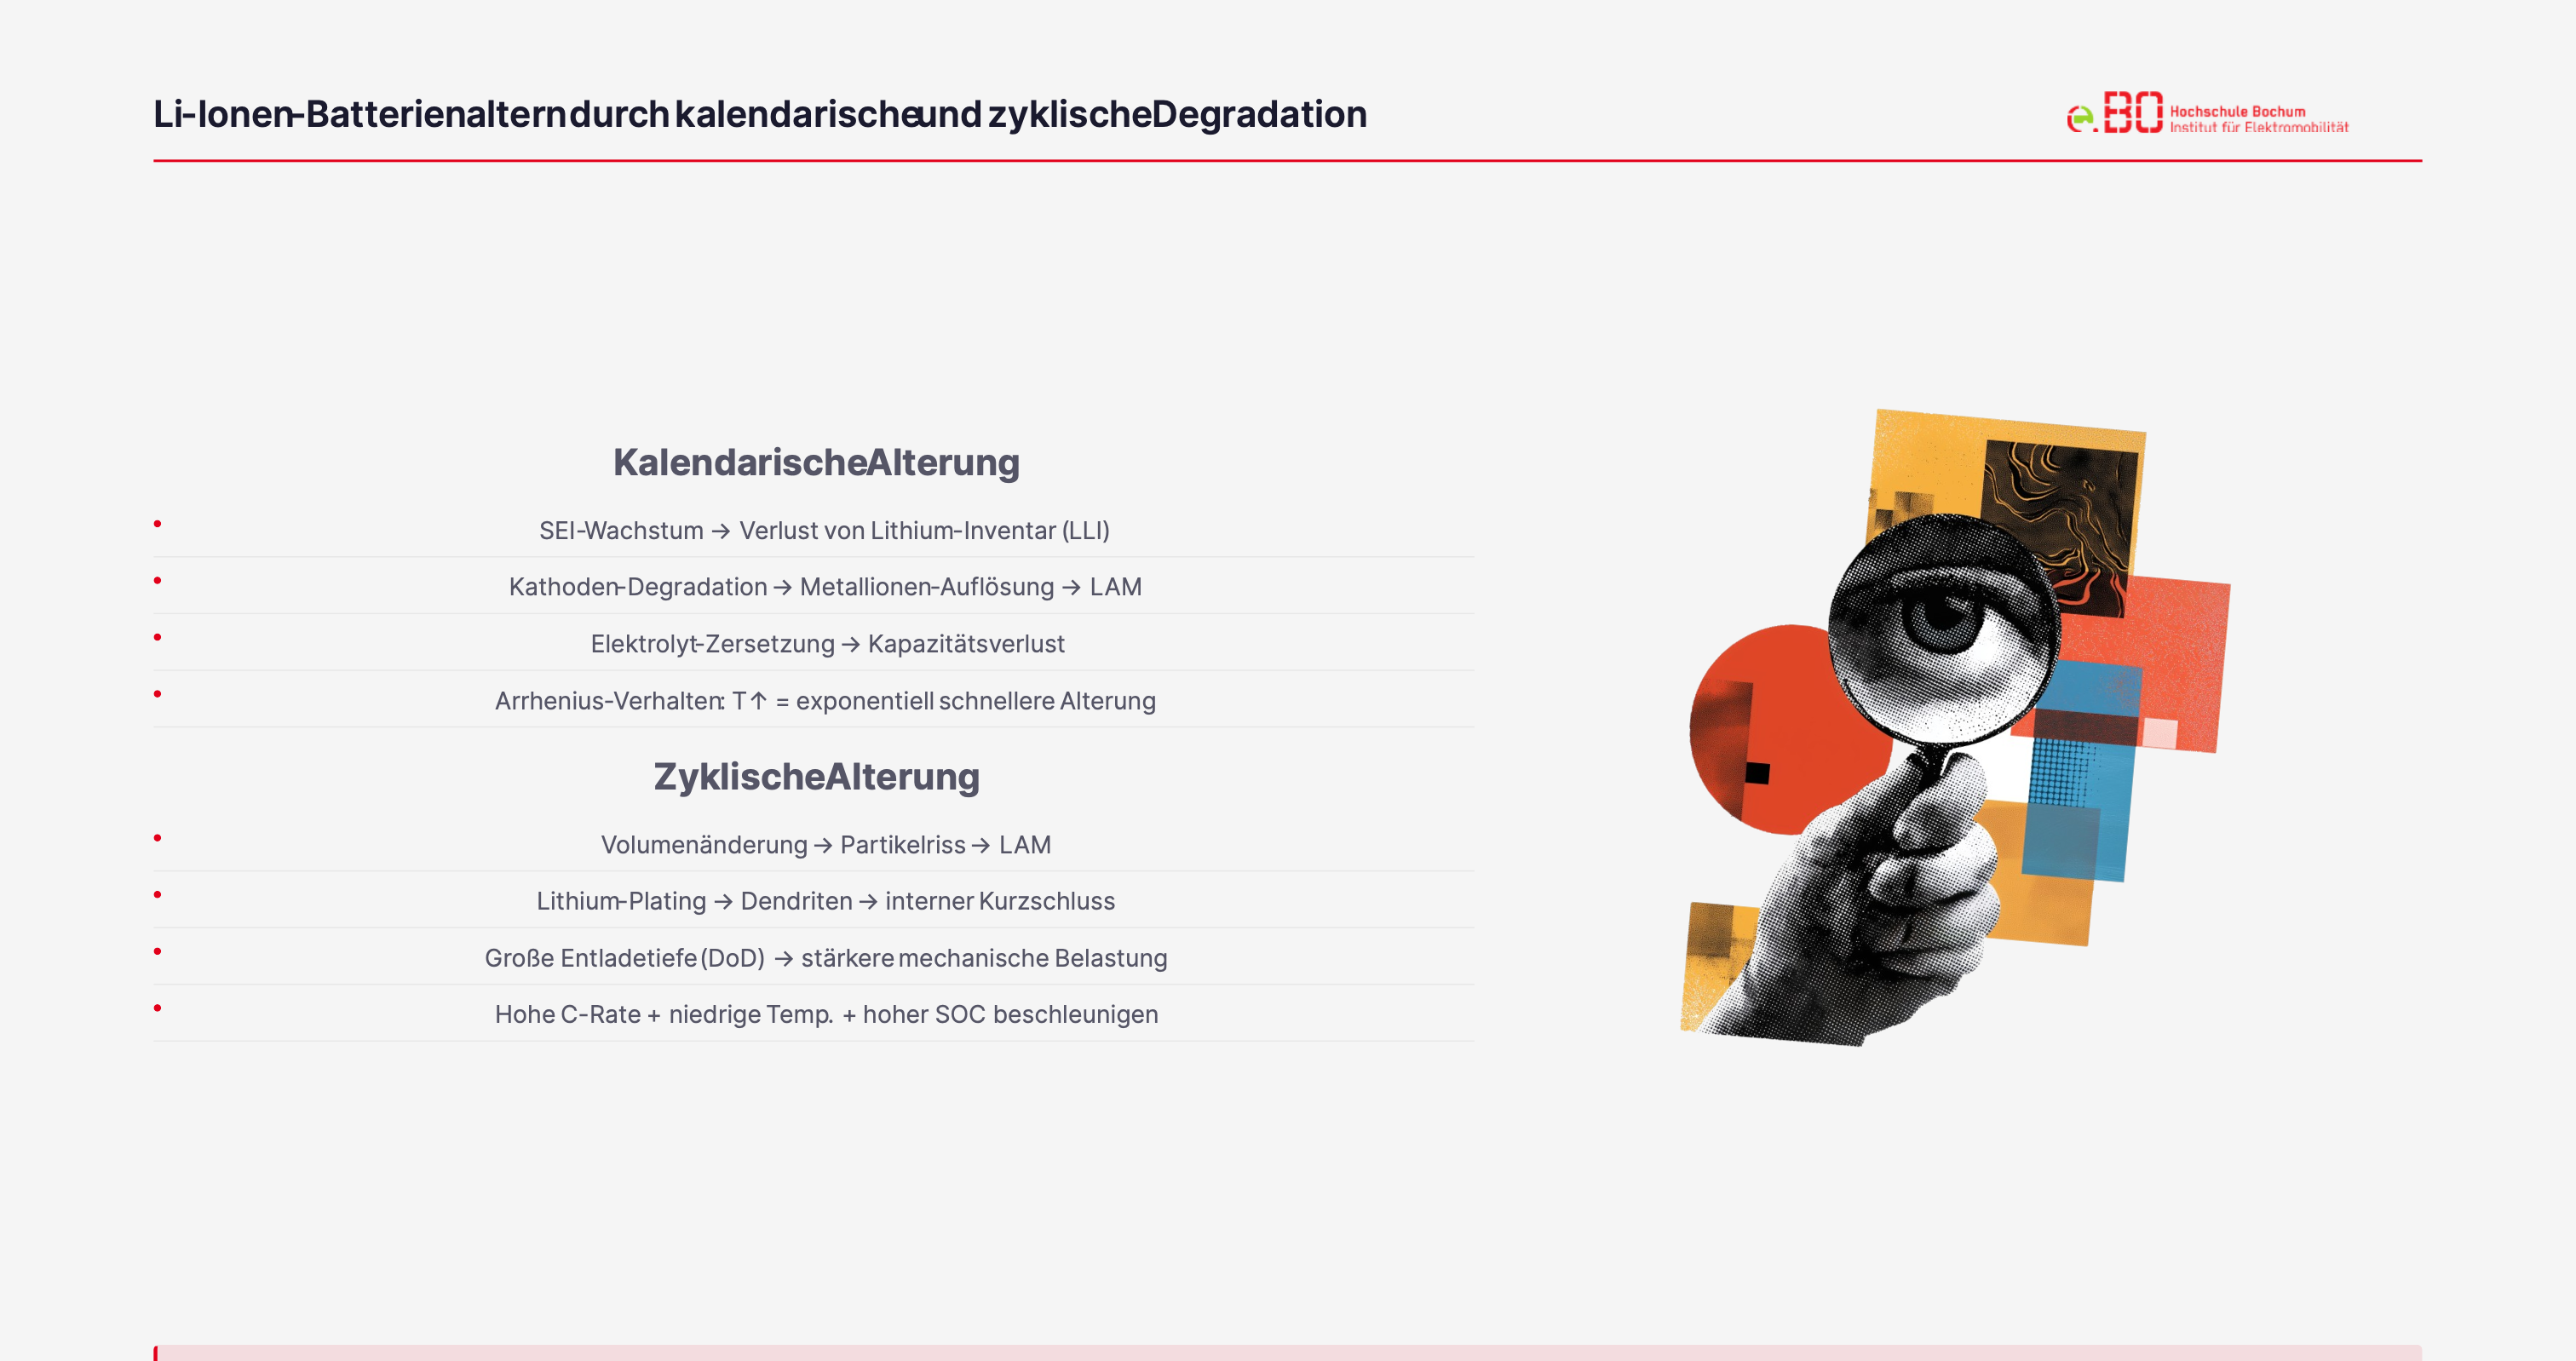 Li-Ionen-Batterien altern durch kalendarische und zyklische Degradation
e.BO Hochschule Bochum
Institut für Elektromobilität
Kalendarische Alterung
• SEI-Wachstum → Verlust von Lithium-Inventar (LLI)
• Kathoden-Degradation → Metallionen-Auflösung → LAM
• Elektrolyt-Zersetzung → Kapazitätsverlust
• Arrhenius-Verhalten: T↑ = exponentiell schnellere Alterung
Zyklische Alterung
• Volumenänderung → Partikelriss → LAM
• Lithium-Plating → Dendriten → interner Kurzschluss
• Große Entladetiefe (DoD) → stärkere mechanische Belastung
• Hohe C-Rate + niedrige Temp. + hoher SOC beschleunigen